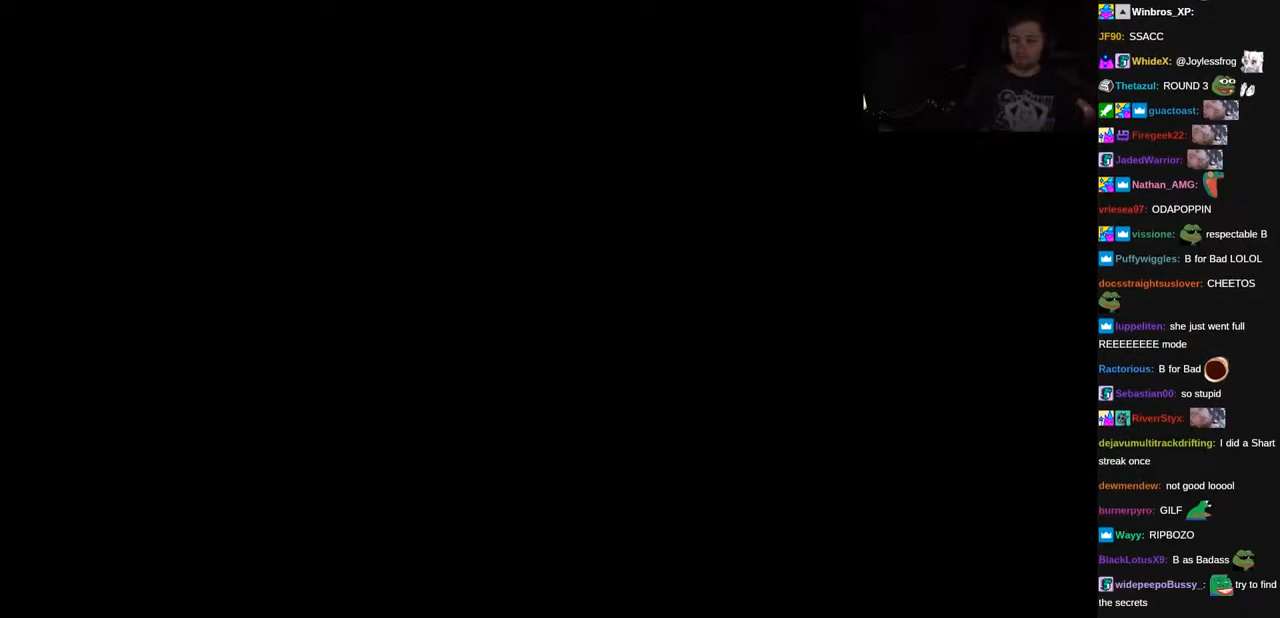 Winbros_XP:
JF90: SSACC
WhideX: @Joylessfrog
Thetazul: ROUND 3
guactoast:
Firegeek22:
JadedWarrior:
Nathan_AMG:
vriesea97: ODAPOPPIN
vissione: respectable B
Puffywiggles: B for Bad LOLOL
docsstraightsuslover: CHEETOS
luppeliten: she just went full
REEEEEEEE mode
Ractorious: B for Bad
Sebastian00: so stupid
RiverrStyx:
dejavumultitrackdrifting: I did a Shart
streak once
dewmendew: not good looool
burnerpyro: GILF
Wayy: RIPBOZO
BlackLotusX9: B as Badass
widepeepoBussy_: try to find
the secrets